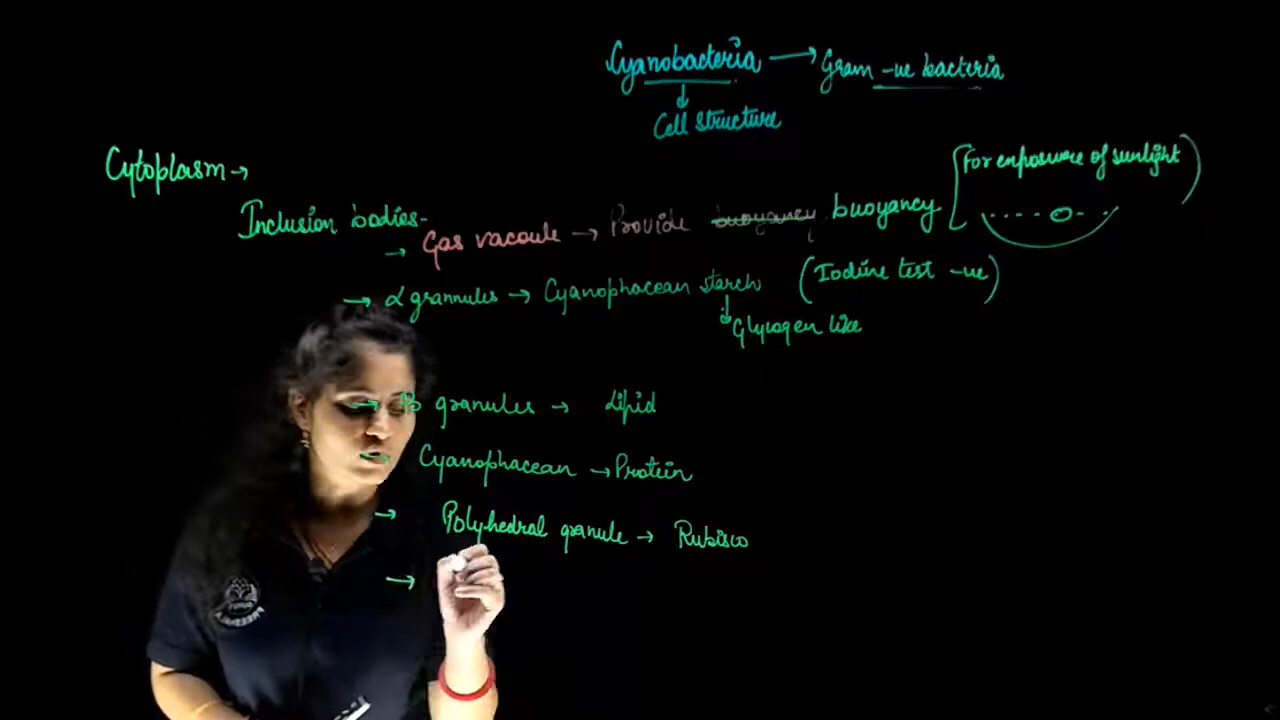 Cyanobacteria → Gram -ve bacteria
↓
Cell structure
Cytoplasm →
Inclusion bodies-
→ Gas vacoule → Provide buoyancy buoyancy [For exposure of sunlight)
→ α grannules → Cyanophacean starch (Iodine test -ve)
↓
Glycogen like
→ B granules → Lipid
→ Cyanophacean → Protein
→ Polyhedral granule → Rubisco
→